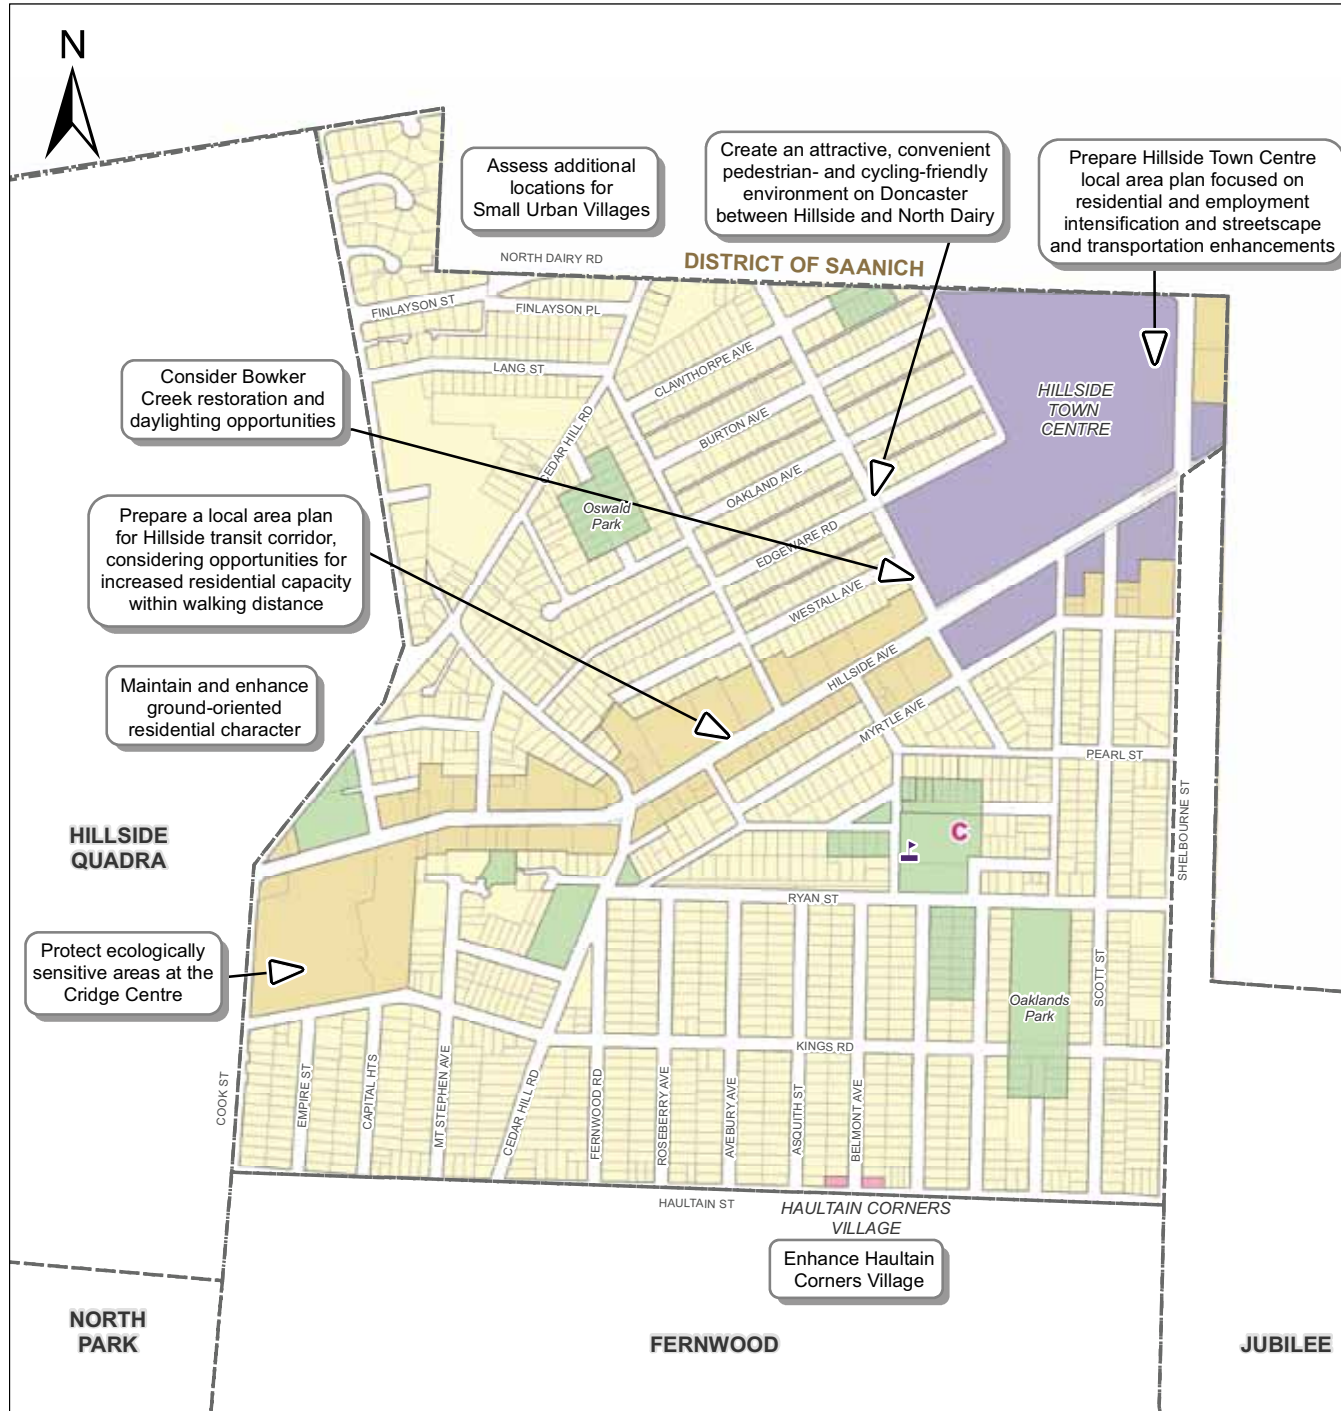 N
Assess additional
locations for
Small Urban Villages
Create an attractive, convenient
pedestrian- and cycling-friendly
environment on Doncaster
between Hillside and North Dairy
Prepare Hillside Town Centre
local area plan focused on
residential and employment
intensification and streetscape
and transportation enhancements
NORTH DAIRY RD
DISTRICT OF SAANICH
FINLAYSON ST
FINLAYSON PL
LANG ST
CLAWTHORPE AVE
BURTON AVE
OAKLAND AVE
EDGEWARE RD
WESTALL AVE
CEDAR HILL RD
HILLSIDE
TOWN
CENTRE
Consider Bowker
Creek restoration and
daylighting opportunities
Oswald
Park
Prepare a local area plan
for Hillside transit corridor,
considering opportunities for
increased residential capacity
within walking distance
HILLSIDE AVE
MYRTLE AVE
Maintain and enhance
ground-oriented
residential character
PEARL ST
SHELBOURNE ST
HILLSIDE
QUADRA
C
RYAN ST
Protect ecologically
sensitive areas at the
Cridge Centre
SCOTT ST
Oaklands
Park
KINGS RD
COOK ST
EMPIRE ST
CAPITAL HTS
MT STEPHEN AVE
CEDAR HILL RD
FERNWOOD RD
ROSEBERRY AVE
AVEBURY AVE
ASQUITH ST
BELMONT AVE
HAULTAIN ST
HAULTAIN CORNERS
VILLAGE
Enhance Haultain
Corners Village
NORTH
PARK
FERNWOOD
JUBILEE